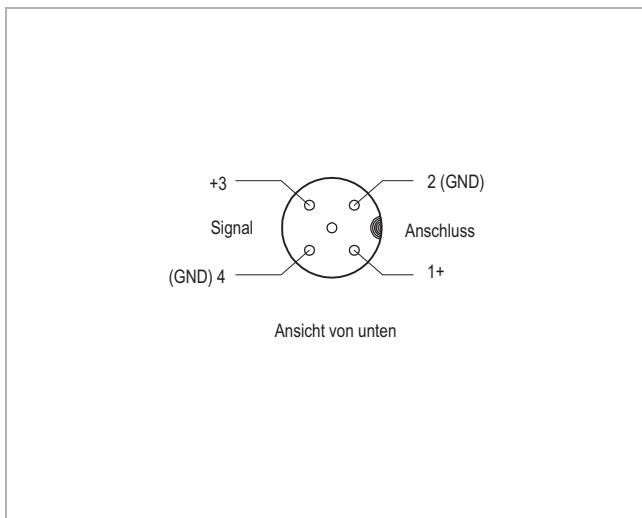 +3
2 (GND)
Signal
Anschluss
(GND) 4
1+
Ansicht von unten